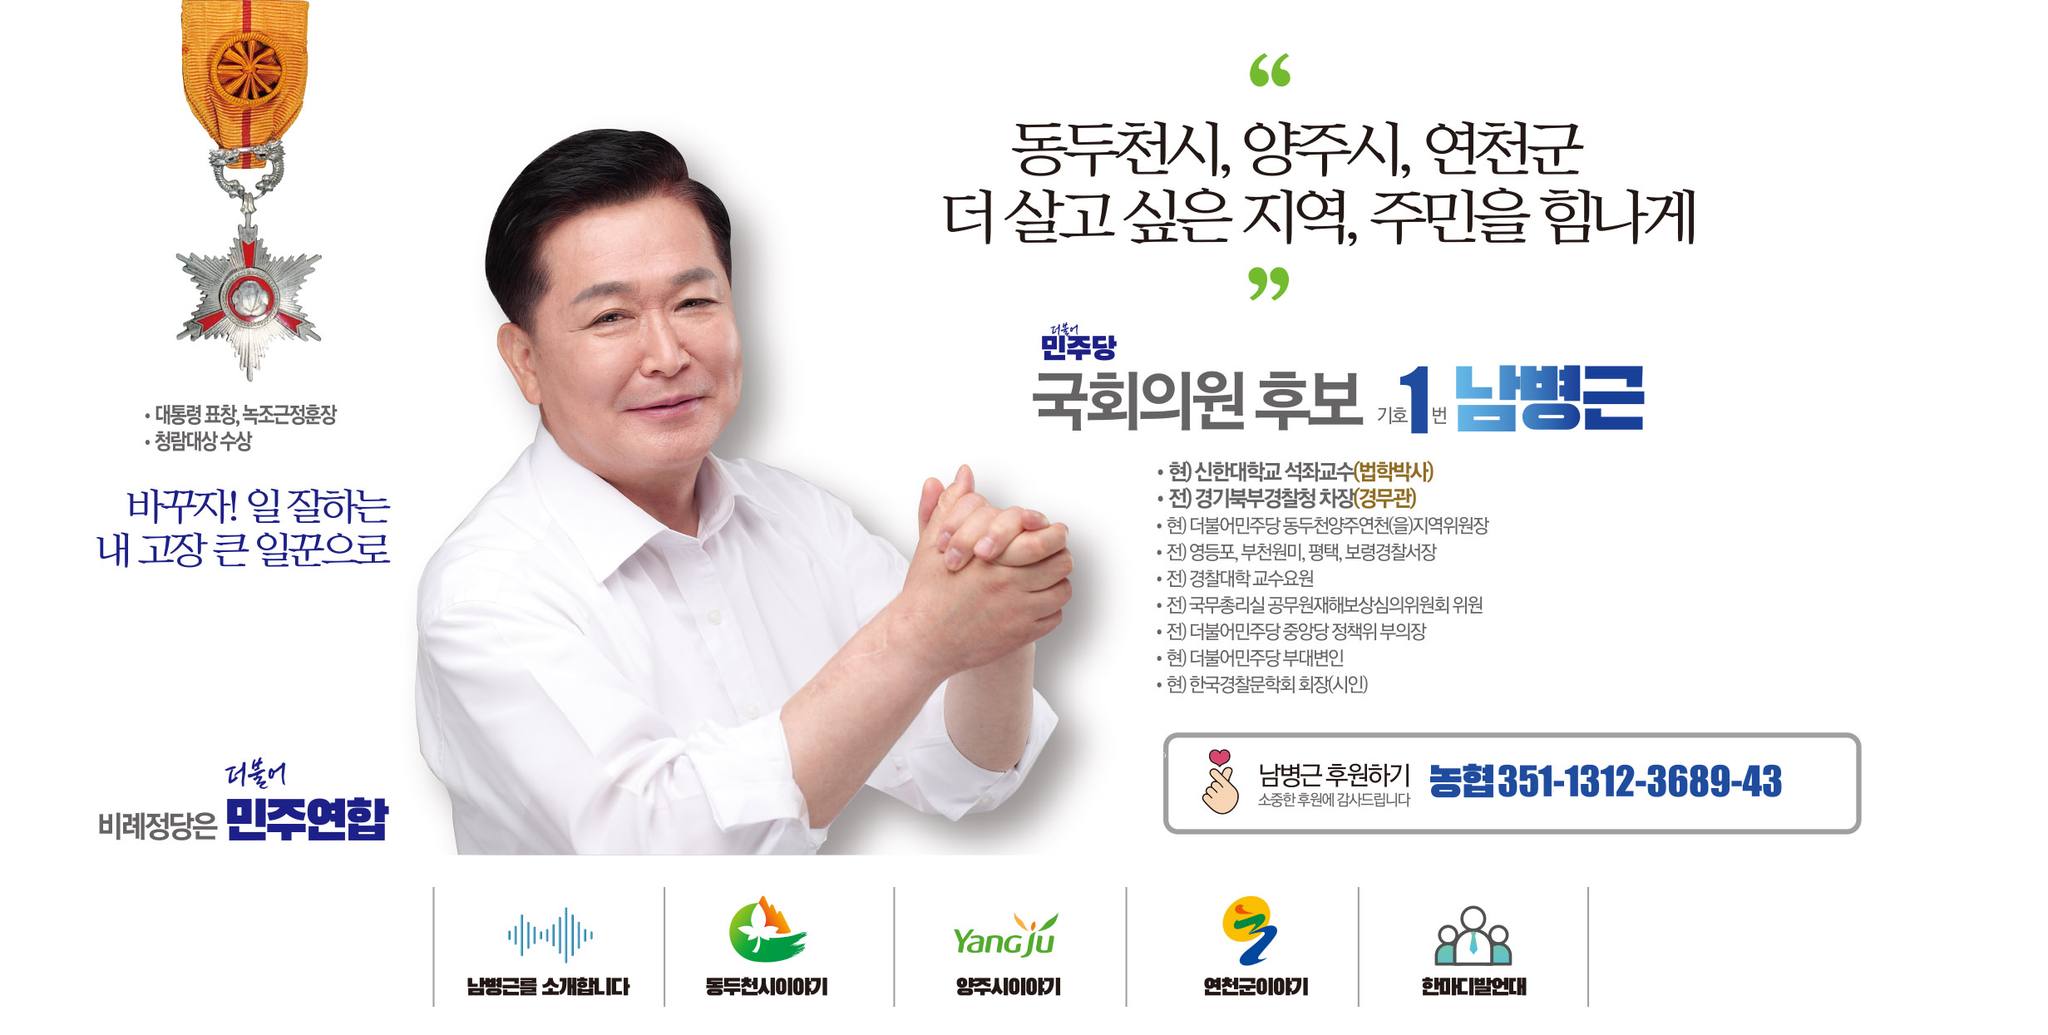 “
동두천시, 양주시, 연천군
더 살고 싶은 지역, 주민을 힘나게
”
• 대통령 표창, 녹조근정훈장
• 청람대상 수상
바꾸자! 일 잘하는
내 고장 큰 일꾼으로
더불어
비례정당은 민주연합
더불어
민주당
국회의원 후보 기호 1번 남병근
• 현) 신한대학교 석좌교수(법학박사)
• 전) 경기북부경찰청 차장(경무관)
• 현) 더불어민주당 동두천양주연천(을)지역위원장
• 전) 영등포, 부천원미, 평택, 보령경찰서장
• 전) 경찰대학 교수요원
• 전) 국무총리실 공무원재해보상심의위원회 위원
• 전) 더불어민주당 중앙당 정책위 부의장
• 현) 더불어민주당 부대변인
• 현) 한국경찰문학회 회장(시인)
남병근 후원하기 농협 351-1312-3689-43
소중한 후원에 감사드립니다
Yangju
남병근를 소개합니다
동두천시이야기
양주시이야기
연천군이야기
한마디발언대